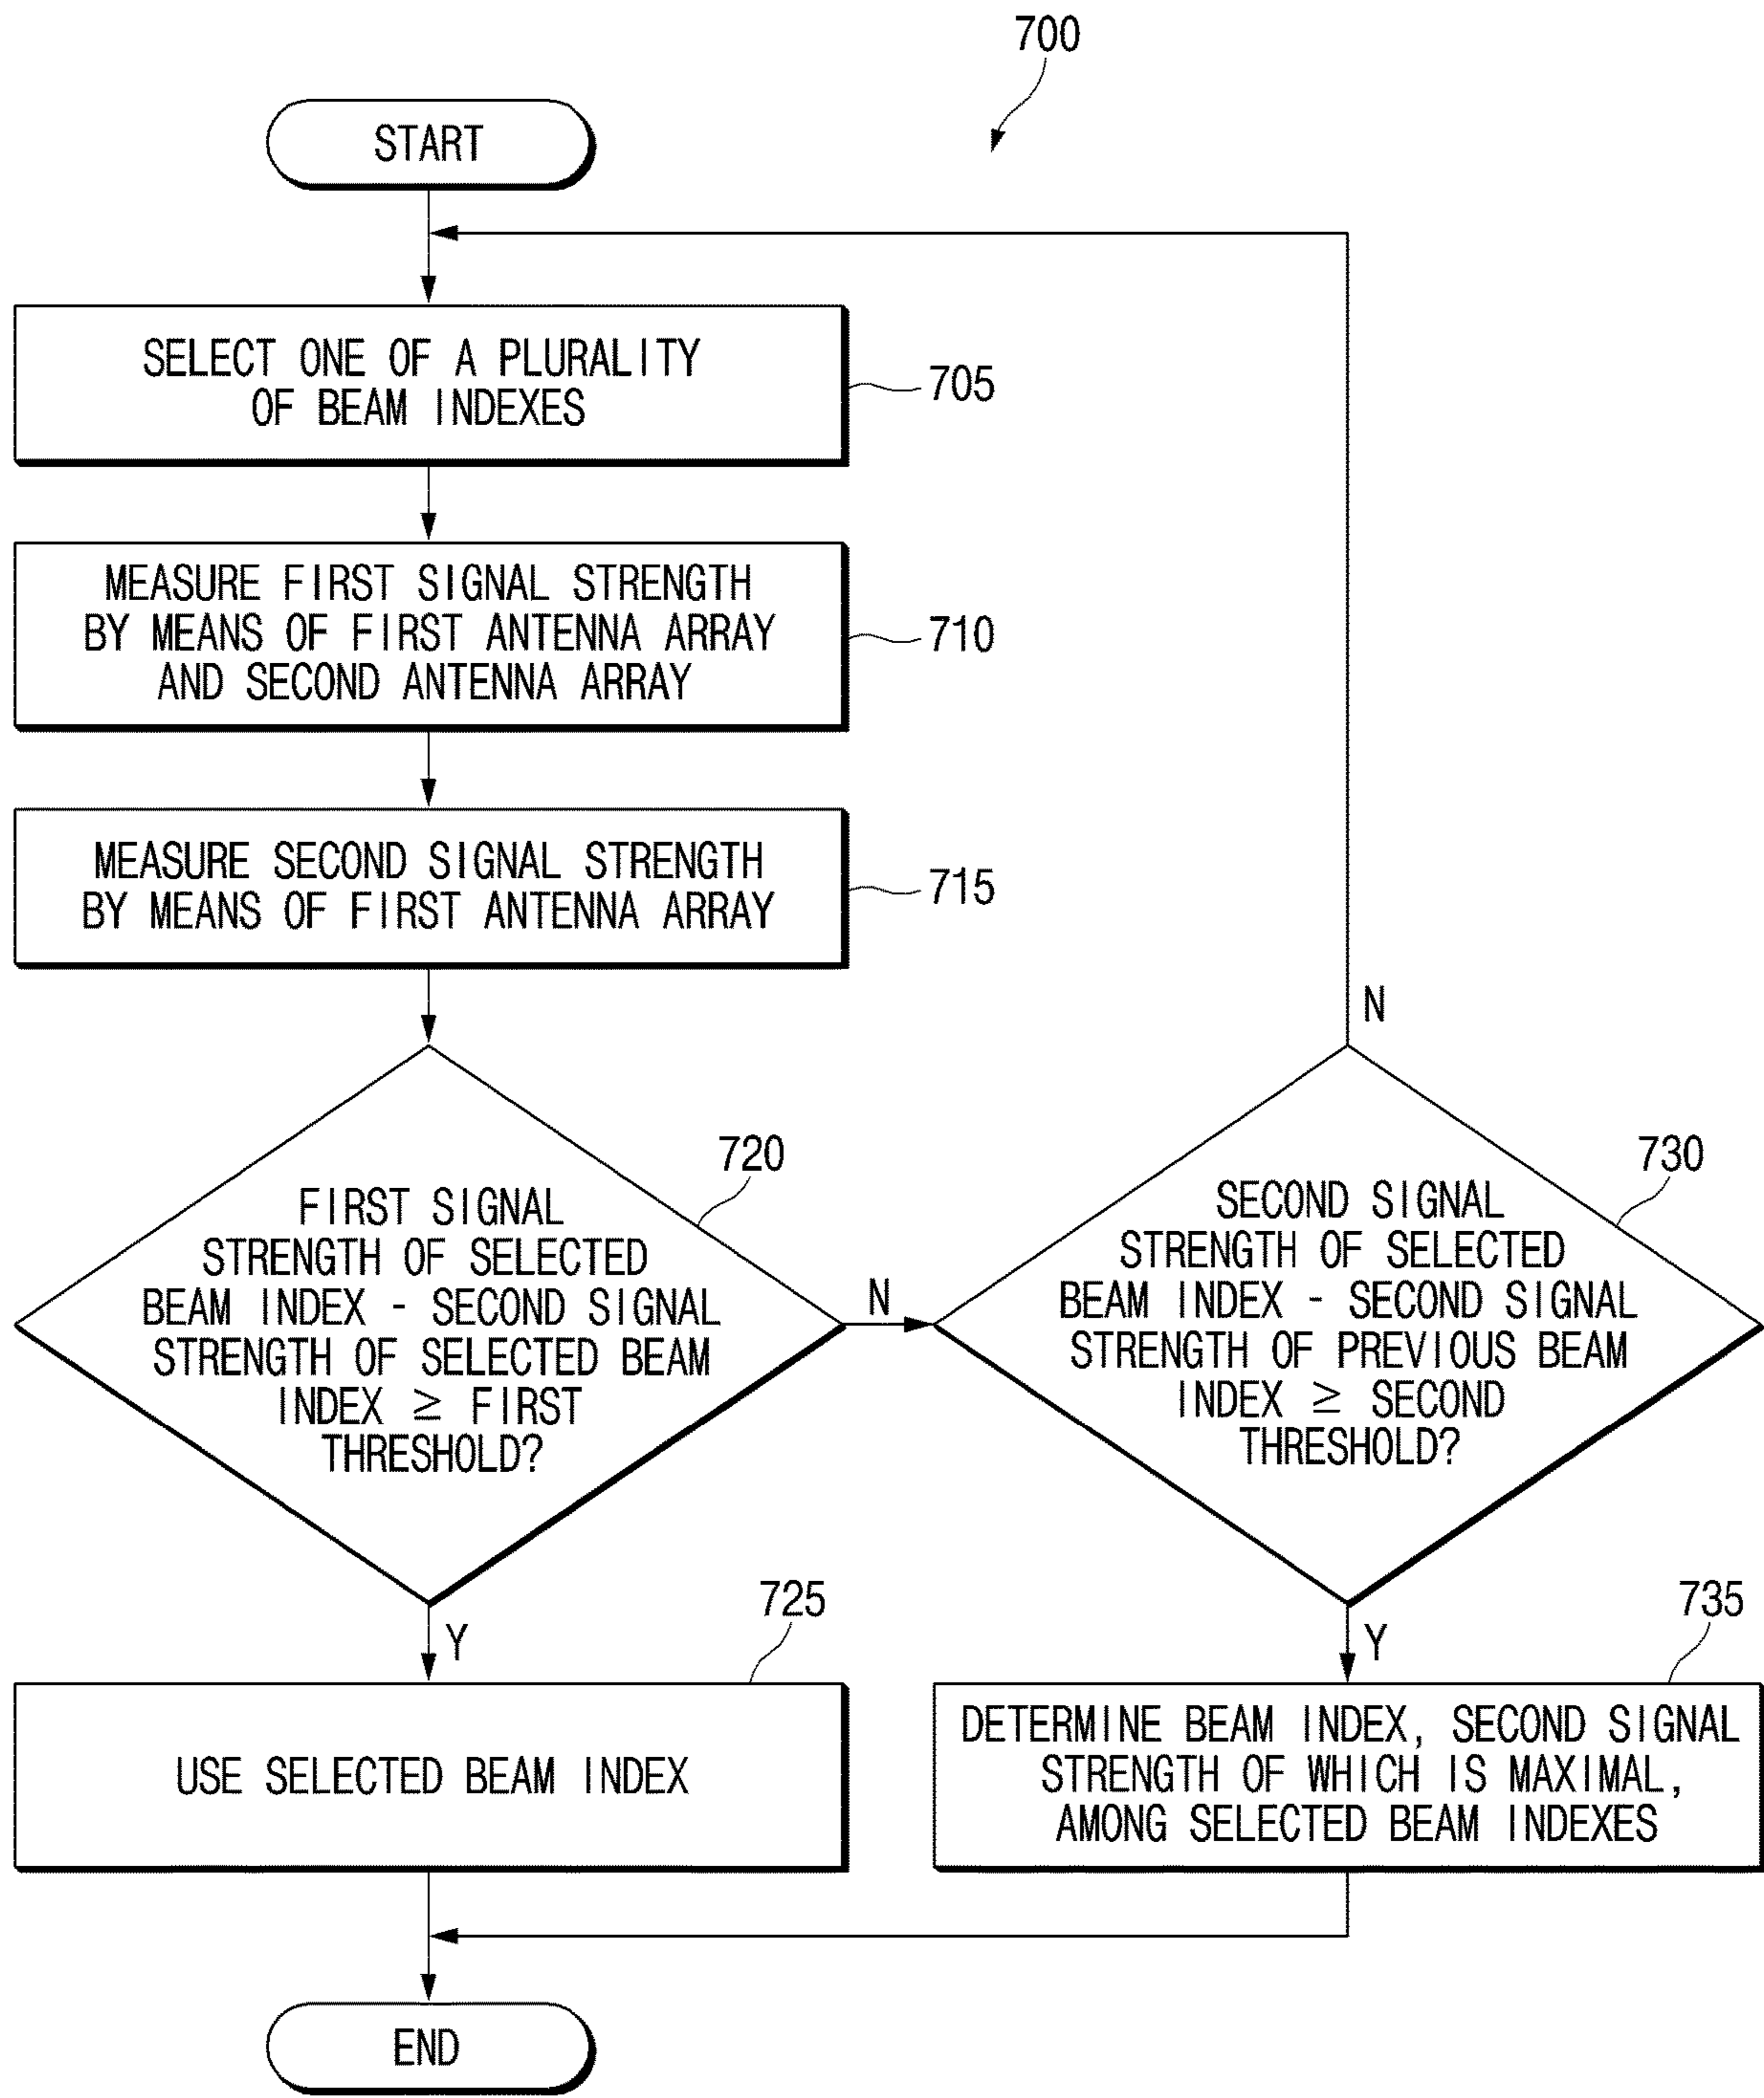 700
START
SELECT ONE OF A PLURALITY
OF BEAM INDEXES
705
MEASURE FIRST SIGNAL STRENGTH
BY MEANS OF FIRST ANTENNA ARRAY
AND SECOND ANTENNA ARRAY
710
MEASURE SECOND SIGNAL STRENGTH
BY MEANS OF FIRST ANTENNA ARRAY
715
720
FIRST SIGNAL
STRENGTH OF SELECTED
BEAM INDEX - SECOND SIGNAL
STRENGTH OF SELECTED BEAM
INDEX ≥ FIRST
THRESHOLD?
N
Y
730
SECOND SIGNAL
STRENGTH OF SELECTED
BEAM INDEX - SECOND SIGNAL
STRENGTH OF PREVIOUS BEAM
INDEX ≥ SECOND
THRESHOLD?
N
Y
725
USE SELECTED BEAM INDEX
735
DETERMINE BEAM INDEX, SECOND SIGNAL
STRENGTH OF WHICH IS MAXIMAL,
AMONG SELECTED BEAM INDEXES
END